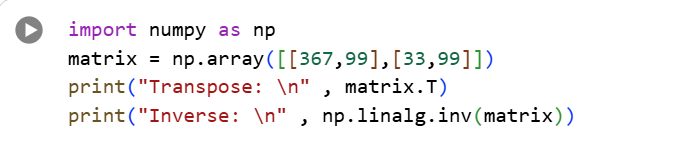 import numpy as np
matrix = np.array([[367,99],[33,99]])
print("Transpose: \n" , matrix.T)
print("Inverse: \n" , np.linalg.inv(matrix))